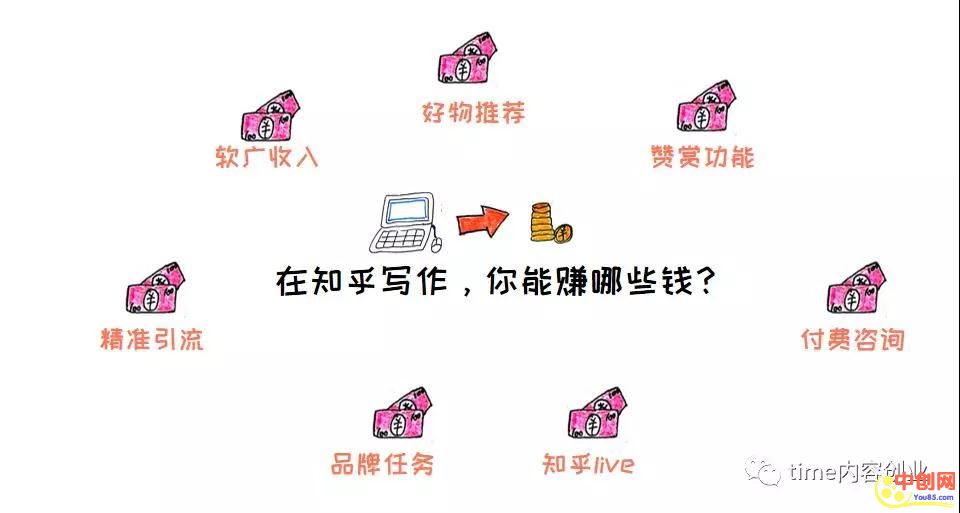 好物推荐
软广收入
赞赏功能
在知乎写作，你能赚哪些钱？
精准引流
付费咨询
品牌任务
知乎live
time内容创业
中创网
You85.com